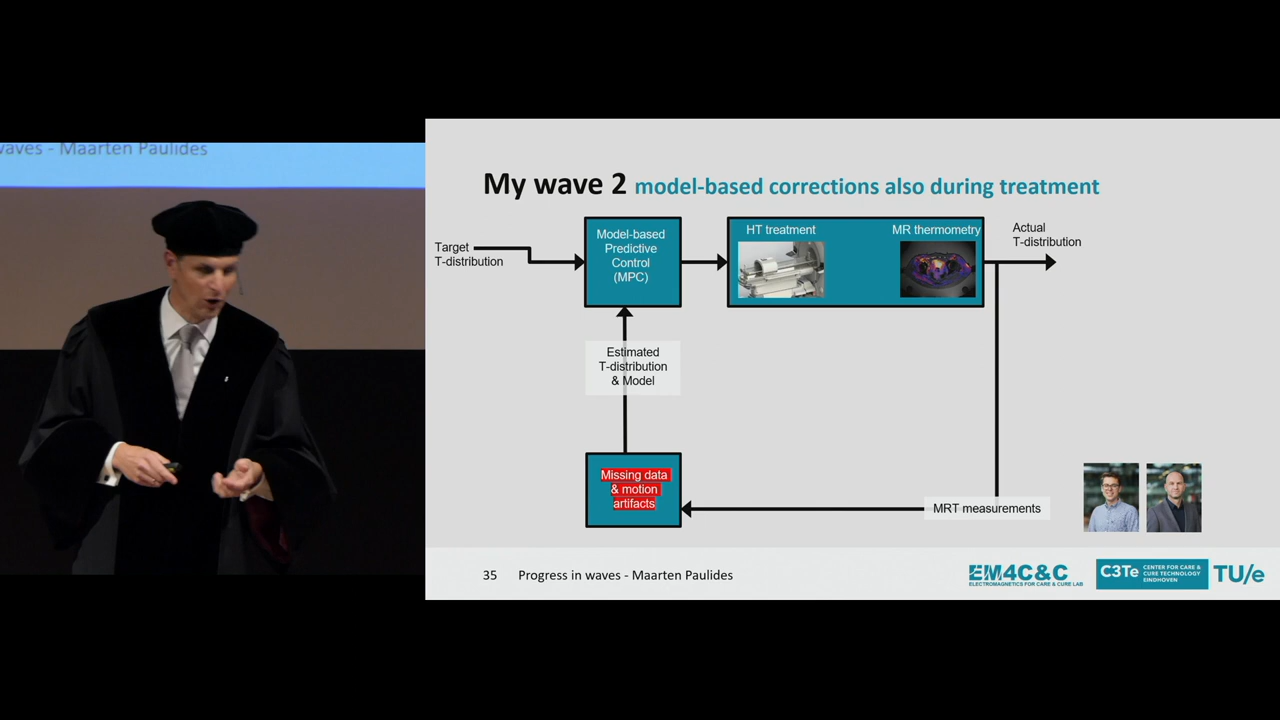 waves - Maarten Paulides
My wave 2 model-based corrections also during treatment
Target
T-distribution
Model-based
Predictive
Control
(MPC)
HT treatment
MR thermometry
Actual
T-distribution
Estimated
T-distribution
& Model
Missing data
& motion
artifacts
MRT measurements
35 Progress in waves - Maarten Paulides
EM4C&C
ELECTROMAGNETICS FOR CARE & CURE LAB
C3Te
CENTER FOR CARE &
CURE TECHNOLOGY
EINDHOVEN
TU/e